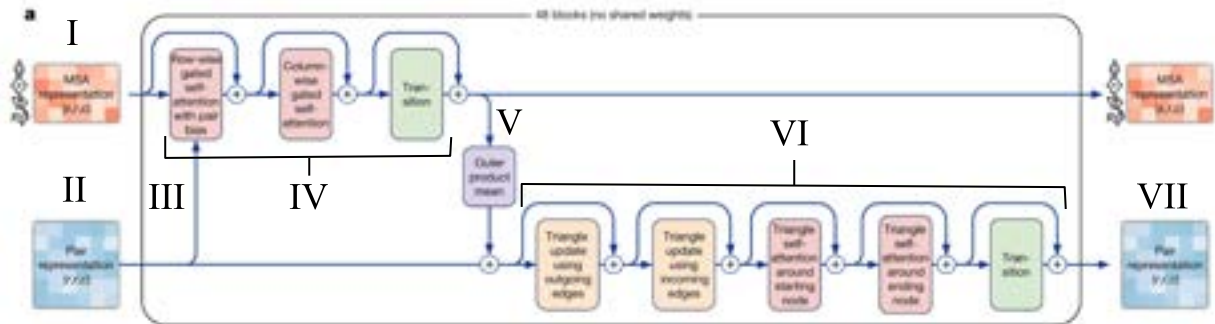 a
48 blocks (no shared weights)
I
MSA
representation
(s,r,c)
Row-wise
gated
self-
attention
with pair
bias
Column-
wise
gated
self-
attention
Tran-
sition
V
Outer
product
mean
MSA
representation
(s,r,c)
III
IV
VI
II
Pair
representation
(r,r,c)
Triangle
update
using
outgoing
edges
Triangle
update
using
incoming
edges
Triangle
self-
attention
around
starting
node
Triangle
self-
attention
around
ending
node
Tran-
sition
VII
Pair
representation
(r,r,c)